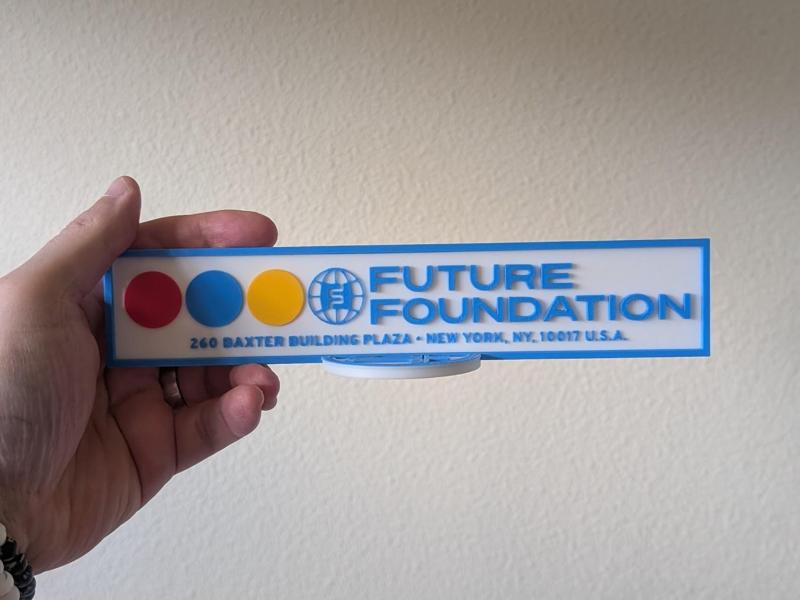 FUTURE
FOUNDATION
260 BAXTER BUILDING PLAZA • NEW YORK, NY, 10017 U.S.A.